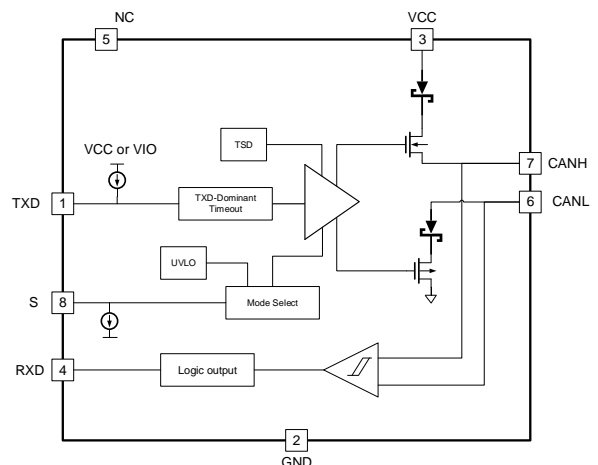 NC
VCC
5
3
TSD
VCC or VIO
7
CANH
TXD
1
TXD-Dominant
Timeout
6
CANL
UVLO
S
8
Mode Select
RXD
4
Logic output
2
GND